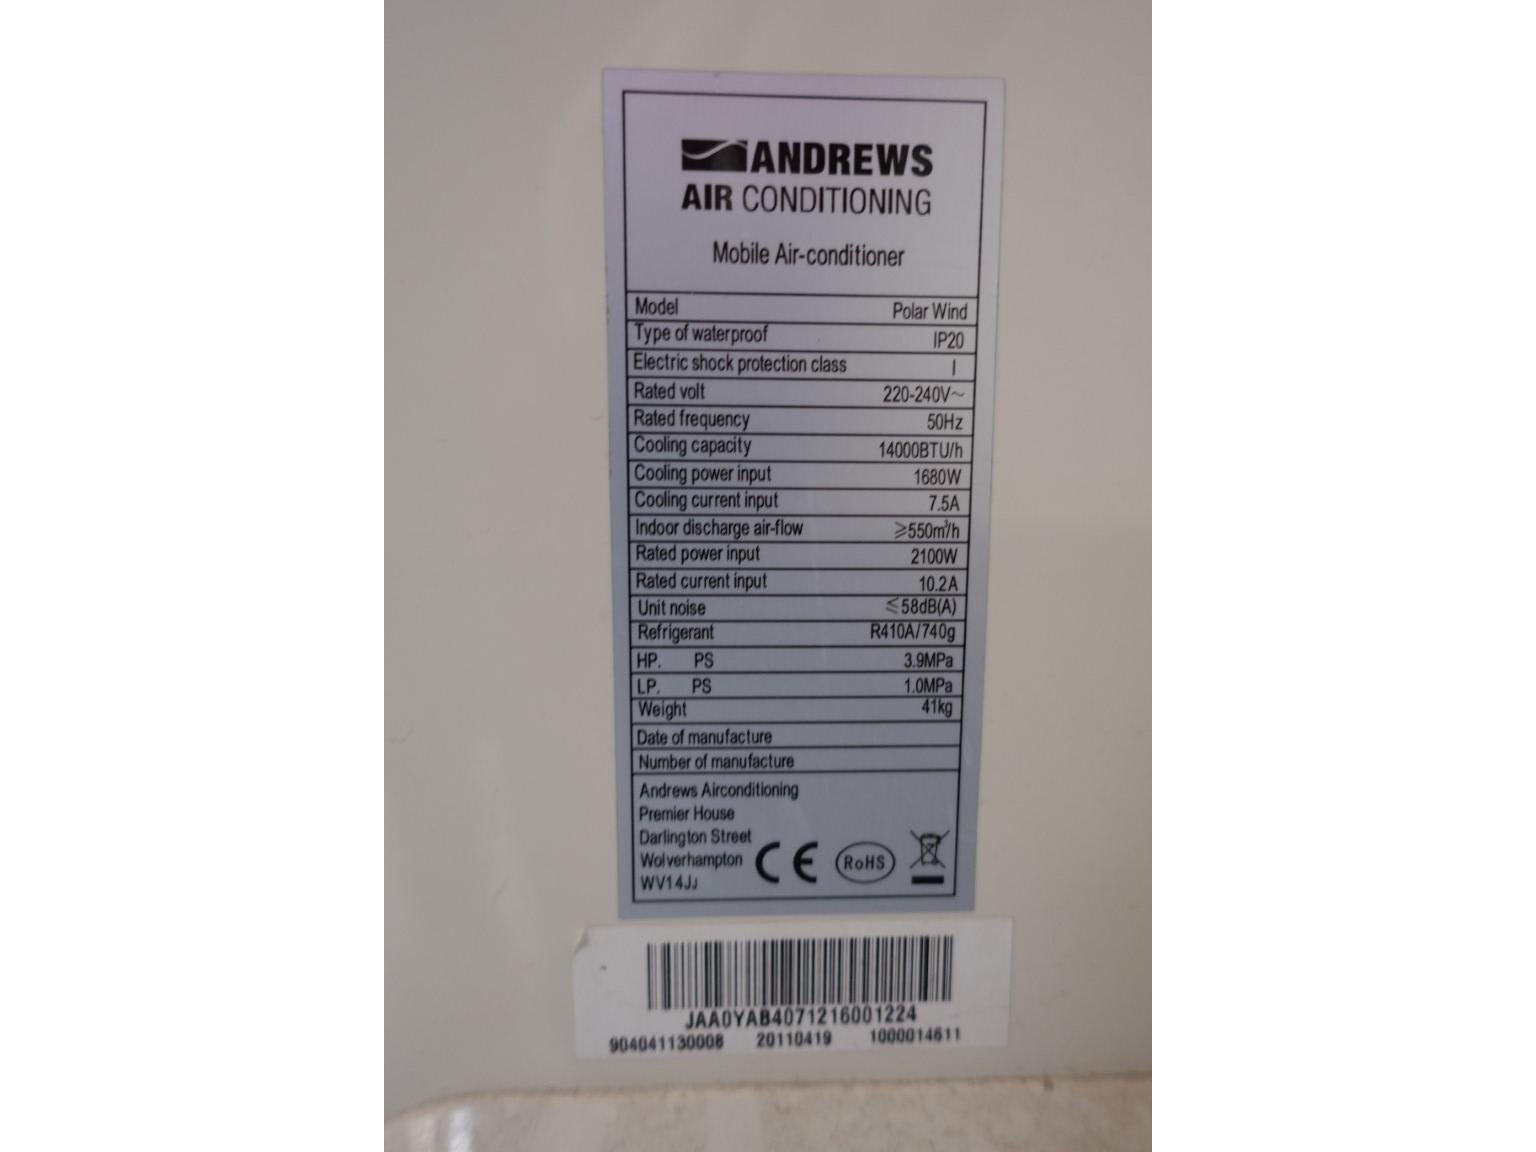 ANDREWS
AIR CONDITIONING
Mobile Air-conditioner
Model Polar Wind
Type of waterproof IP20
Electric shock protection class I
Rated volt 220-240V~
Rated frequency 50Hz
Cooling capacity 14000BTU/h
Cooling power input 1680W
Cooling current input 7.5A
Indoor discharge air-flow ≥550m³/h
Rated power input 2100W
Rated current input 10.2A
Unit noise ≤58dB(A)
Refrigerant R410A/740g
HP. PS 3.9MPa
LP. PS 1.0MPa
Weight 41kg
Date of manufacture
Number of manufacture
Andrews Airconditioning
Premier House
Darlington Street
Wolverhampton
WV14JJ
CE RoHS
JAA0YAB4071216001224
904041130008 20110419 1000014611